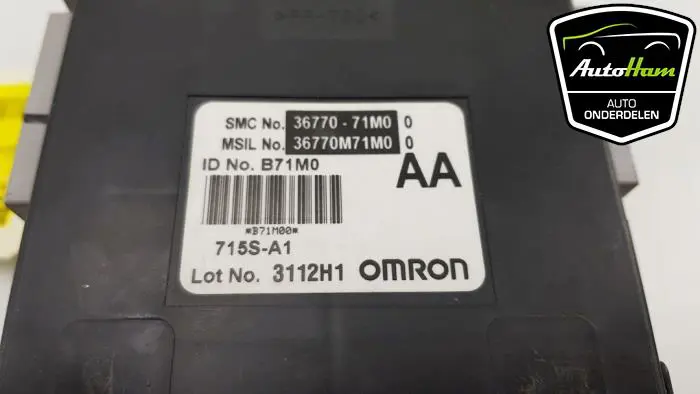 AutoHam
AUTO
ONDERDELEN
SMC No. 36770-71M0 0
MSIL No. 36770M71M0 0
ID No. B71M0
AA
*B71M00*
715S-A1
Lot No. 3112H1 OMRON